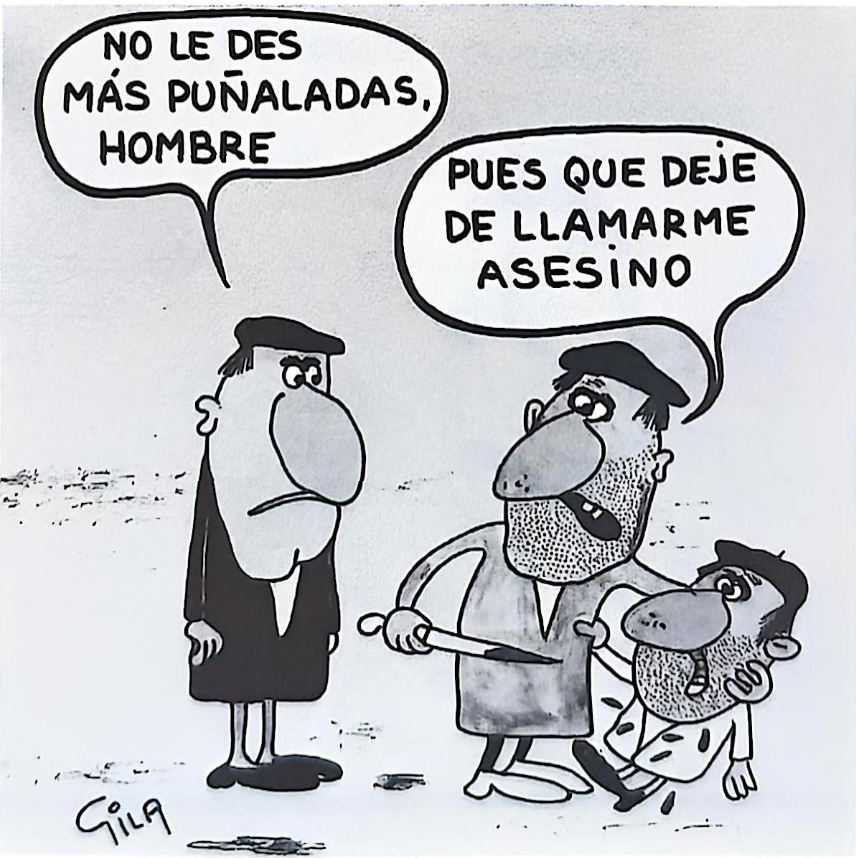 NO LE DES
MÁS PUÑALADAS,
HOMBRE
PUES QUE DEJE
DE LLAMARME
ASESINO
GILA